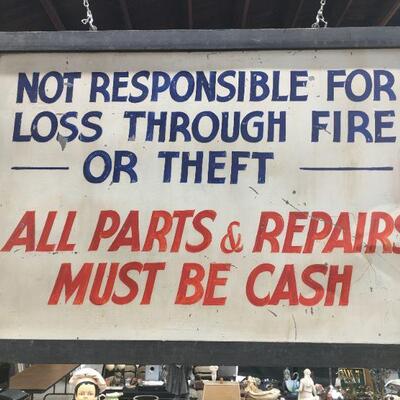 NOT RESPONSIBLE FOR
LOSS THROUGH FIRE
— OR THEFT —
ALL PARTS & REPAIRS
MUST BE CASH